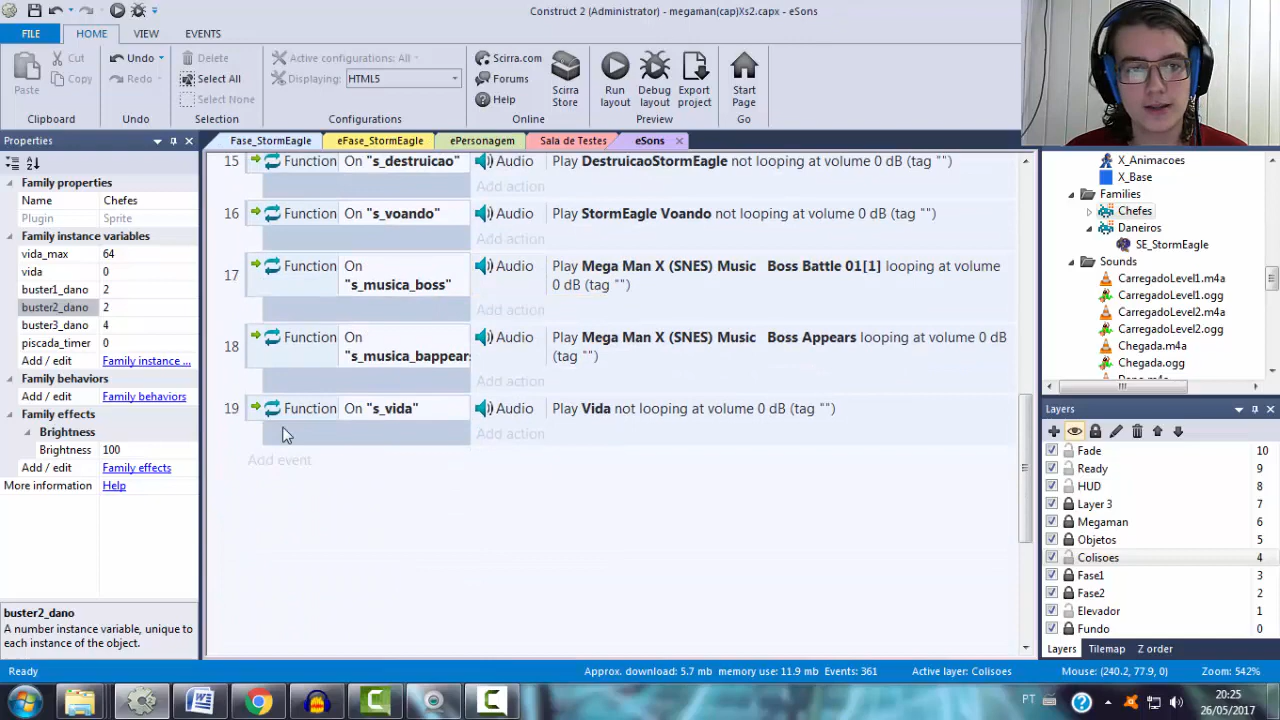 Construct 2 (Administrator) - megaman(cap)Xs2.capx - eSons
FILE HOME VIEW EVENTS
Paste
Cut
Copy
Clipboard
Undo
Redo
Undo
Delete
Select All
Select None
Selection
Active configurations: All
Displaying: HTML5
Configurations
Scirra.com
Forums
Help
Scirra Store
Online
Run layout
Debug layout
Export project
Preview
Start Page
Go
Properties
Family properties
Name Chefes
Plugin Sprite
Family instance variables
vida_max 64
vida 0
buster1_dano 2
buster2_dano 2
buster3_dano 4
piscada_timer 0
Add / edit Family instance ...
Family behaviors
Add / edit Family behaviors
Family effects
Brightness
Brightness 100
Add / edit Family effects
More information Help
buster2_dano
A number instance variable, unique to
each instance of the object.
Fase_StormEagle eFase_StormEagle ePersonagem Sala de Testes eSons
15 Function On "s_destruicao" Audio Play DestruicaoStormEagle not looping at volume 0 dB (tag "")
Add action
16 Function On "s_voando" Audio Play StormEagle Voando not looping at volume 0 dB (tag "")
Add action
17 Function On "s_musica_boss" Audio Play Mega Man X (SNES) Music Boss Battle 01[1] looping at volume
0 dB (tag "")
Add action
18 Function On "s_musica_bappear Audio Play Mega Man X (SNES) Music Boss Appears looping at volume 0 dB
(tag "")
Add action
19 Function On "s_vida" Audio Play Vida not looping at volume 0 dB (tag "")
Add action
Add event
X_Animacoes
X_Base
Families
Chefes
Daneiros
SE_StormEagle
Sounds
CarregadoLevel1.m4a
CarregadoLevel1.ogg
CarregadoLevel2.m4a
CarregadoLevel2.ogg
Chegada.m4a
Chegada.ogg
Layers
Fade 10
Ready 9
HUD 8
Layer 3 7
Megaman 6
Objetos 5
Colisoes 4
Fase1 3
Fase2 2
Elevador 1
Fundo 0
Layers Tilemap Z order
Ready Approx. download: 5.7 mb memory use: 11.9 mb Events: 361 Active layer: Colisoes Mouse: (240.2, 77.9, 0) Zoom: 542%
PT
20:25
26/05/2017